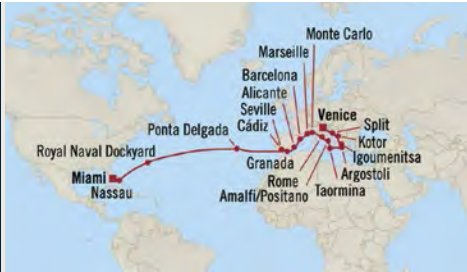 Monte Carlo
Marseille
Barcelona
Alicante
Seville
Cádiz
Venice
Ponta Delgada
Split
Kotor
Royal Naval Dockyard
Granada
Igoumenitsa
Miami
Rome
Argostoli
Nassau
Amalfi/Positano
Taormina